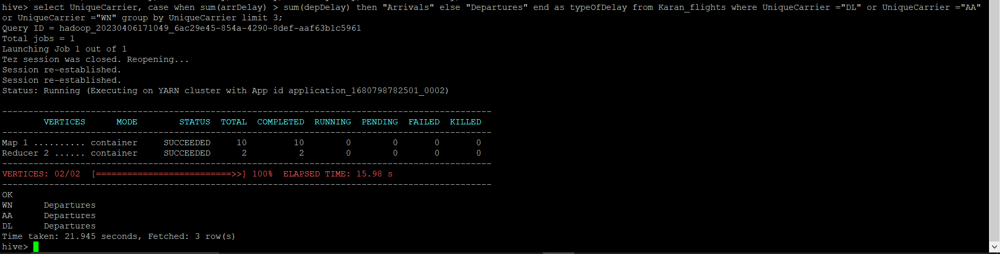 hive> select UniqueCarrier, case when sum(arrDelay) > sum(depDelay) then "Arrivals" else "Departures" end as typeOfDelay from Karan_flights where UniqueCarrier ="DL" or UniqueCarrier ="AA"
or UniqueCarrier ="WN" group by UniqueCarrier limit 3;
Query ID = hadoop_20230406171049_6ac29e45-854a-4290-8def-aaf63b1c5961
Total jobs = 1
Launching Job 1 out of 1
Tez session was closed. Reopening...
Session re-established.
Session re-established.
Status: Running (Executing on YARN cluster with App id application_1680798782501_0002)
----------------------------------------------------------------------------------------------
        VERTICES      MODE        STATUS  TOTAL  COMPLETED  RUNNING  PENDING  FAILED  KILLED
----------------------------------------------------------------------------------------------
Map 1 .......... container     SUCCEEDED     10         10        0        0       0       0
Reducer 2 ...... container     SUCCEEDED      2          2        0        0       0       0
----------------------------------------------------------------------------------------------
VERTICES: 02/02  [==========================>>] 100%  ELAPSED TIME: 15.98 s
----------------------------------------------------------------------------------------------
OK
WN      Departures
AA      Departures
DL      Departures
Time taken: 21.945 seconds, Fetched: 3 row(s)
hive>